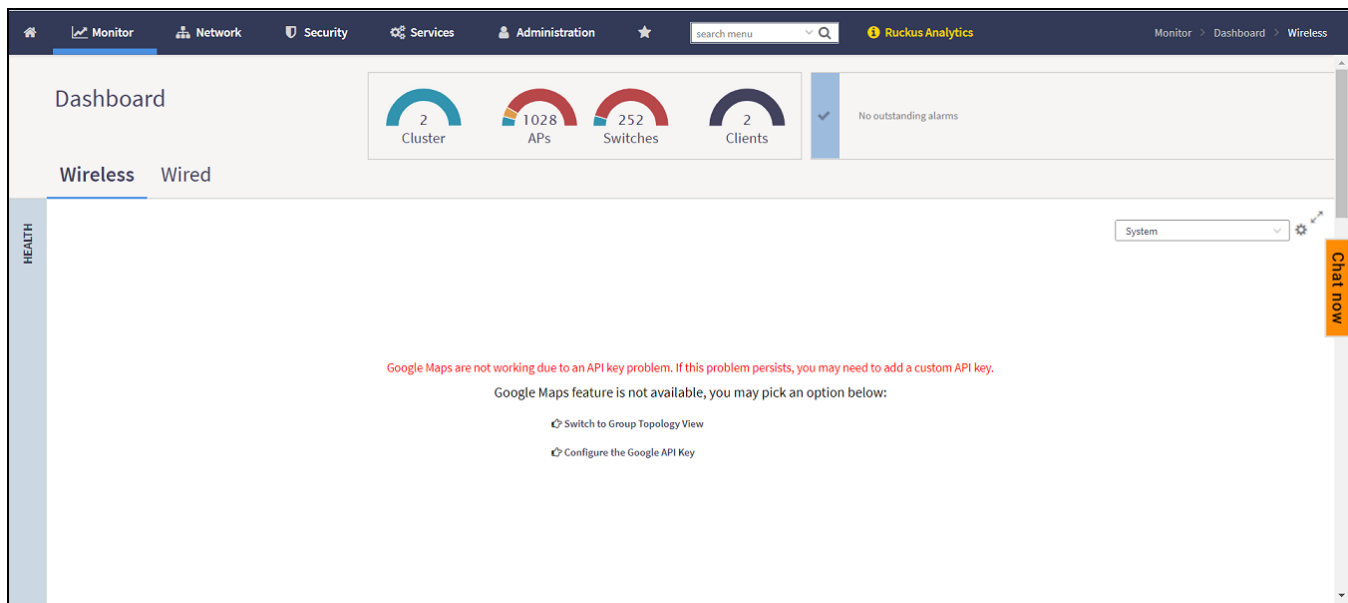 Monitor
Network
Security
Services
Administration
search menu
Ruckus Analytics
Monitor > Dashboard > Wireless
Dashboard
2
Cluster
1028
APs
252
Switches
2
Clients
No outstanding alarms
Wireless
Wired
HEALTH
System
Chat now
Google Maps are not working due to an API key problem. If this problem persists, you may need to add a custom API key.
Google Maps feature is not available, you may pick an option below:
Switch to Group Topology View
Configure the Google API Key